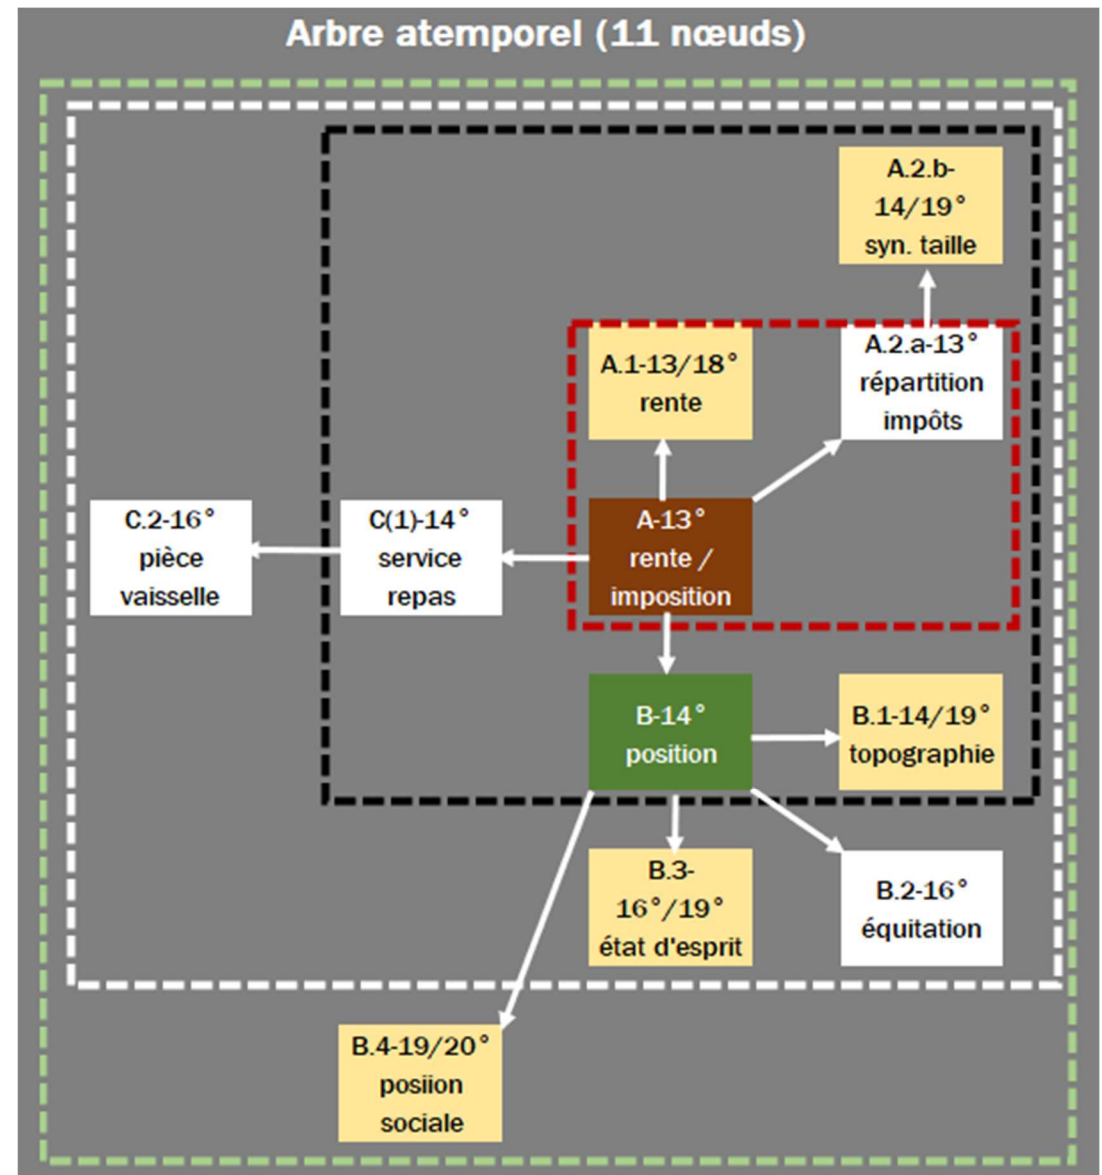 Arbre atemporel (11 nœuds)
A.2.b-
14/19°
syn. taille
A.1-13/18°
rente
A.2.a-13°
répartition
impôts
C.2-16°
pièce
vaisselle
C(1)-14°
service
repas
A-13°
rente /
imposition
B-14°
position
B.1-14/19°
topographie
B.3-
16°/19°
état d'esprit
B.2-16°
équitation
B.4-19/20°
posiion
sociale